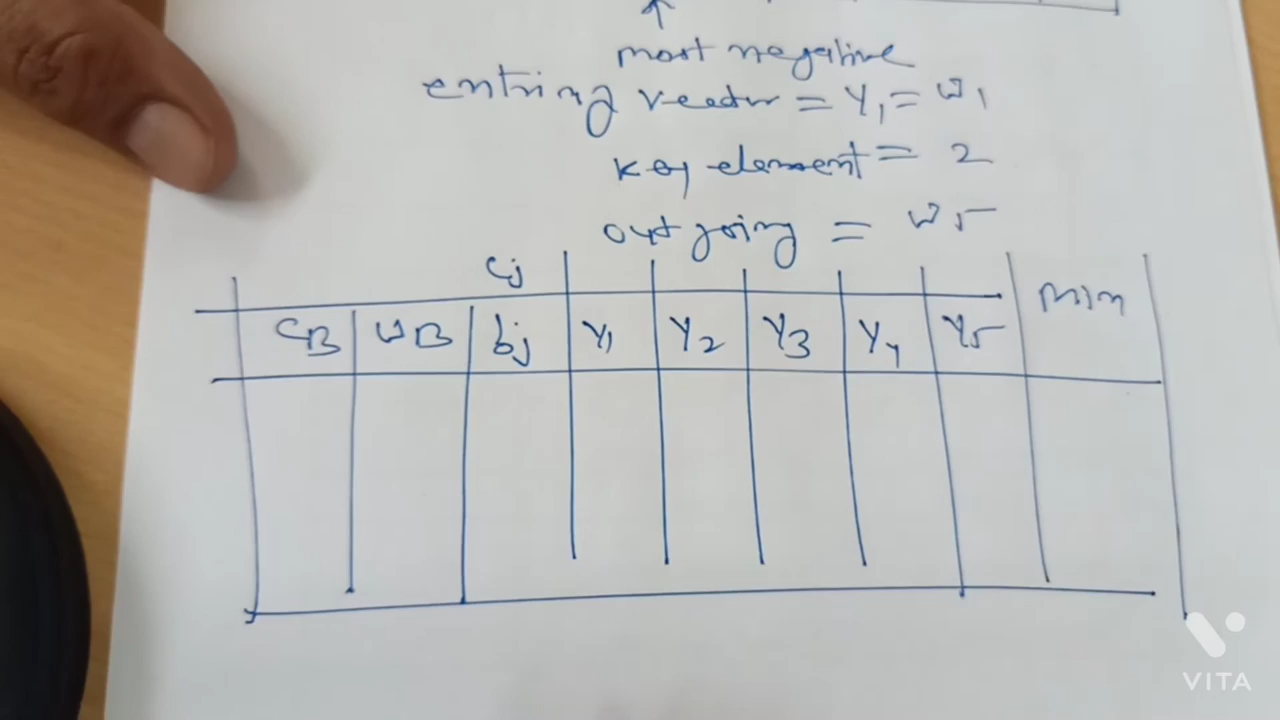 most negative
entring vector = Y₁ = W₁
key element = 2
outgoing = W5
Cj
Min
CB WB bj Y₁ Y₂ Y3 Y4 Y5
VITA